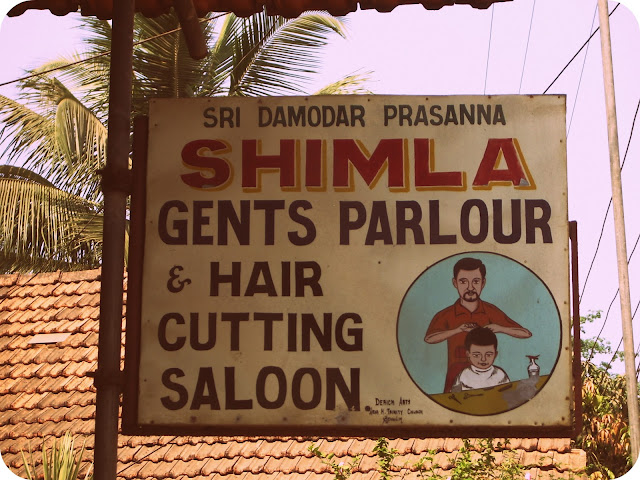 SRI DAMODAR PRASANNA
SHIMLA
GENTS PARLOUR
& HAIR
CUTTING
SALOON
DESIGN ARTS